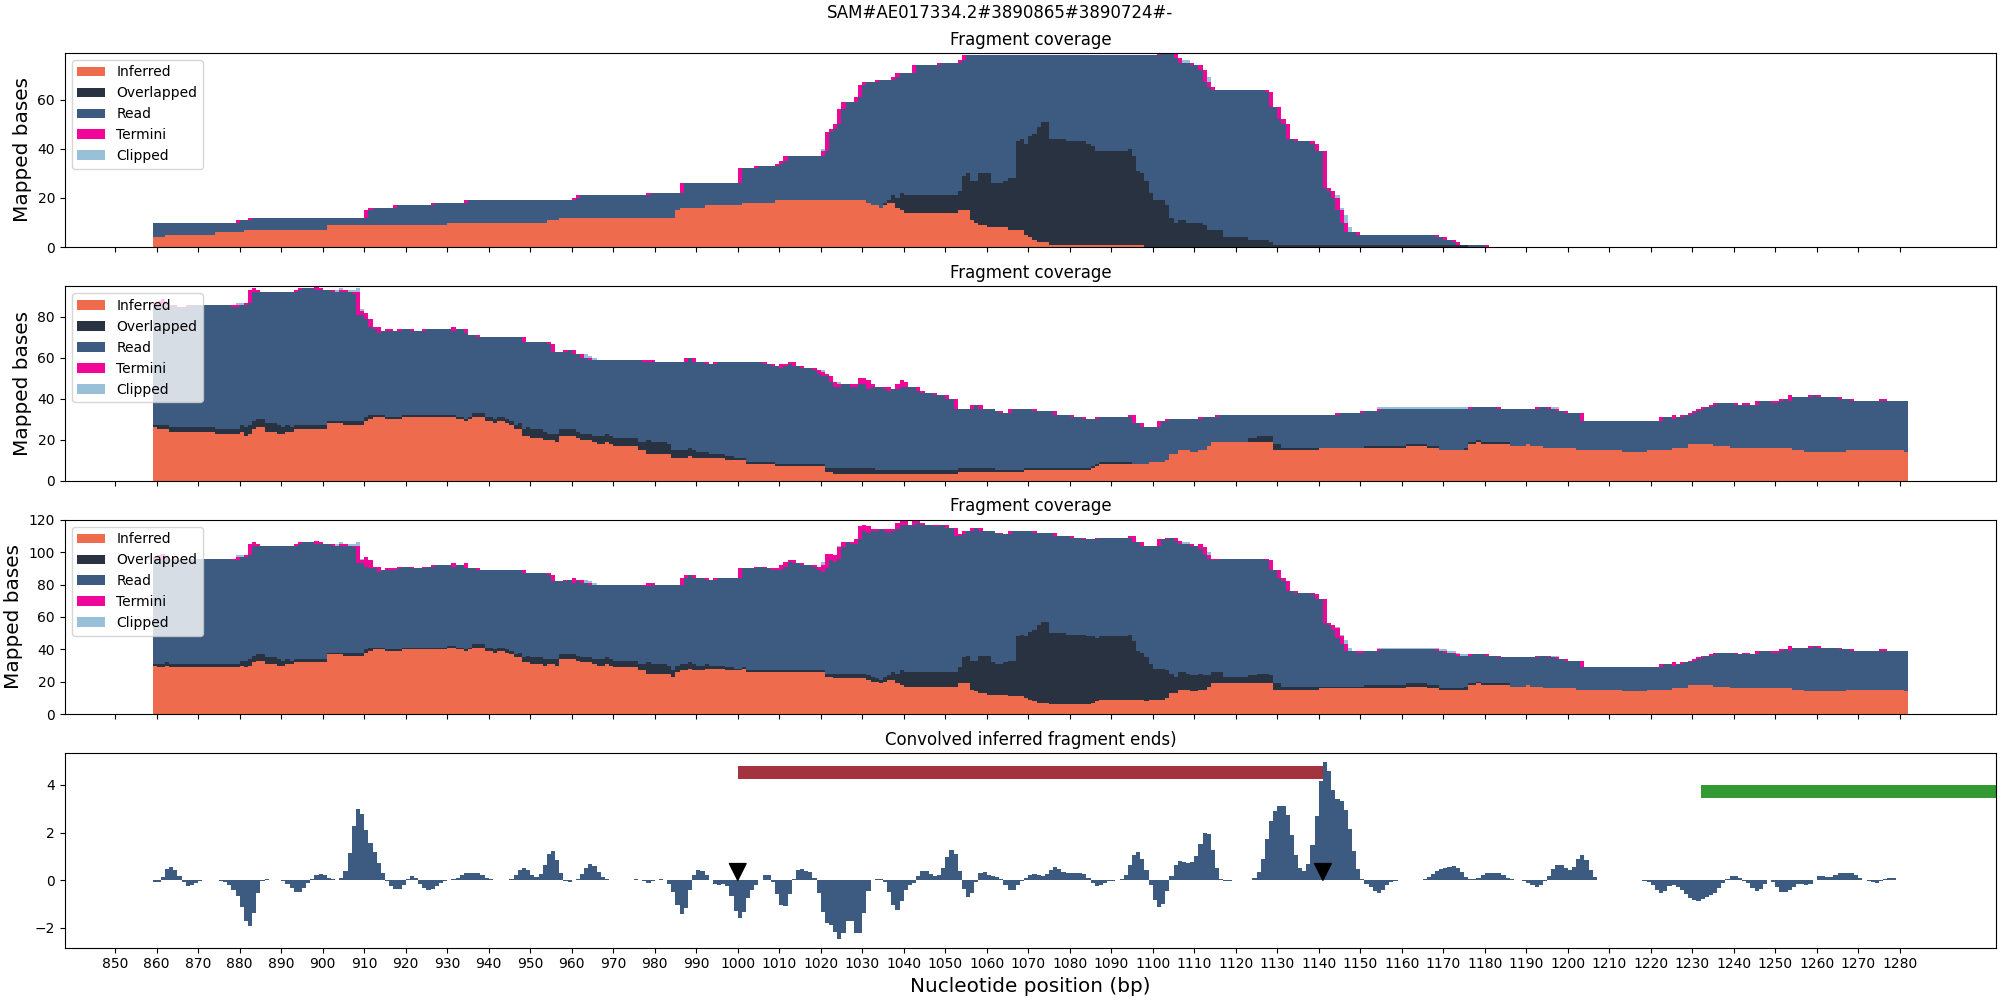 SAM#AE017334.2#3890865#3890724#-
Fragment coverage
Mapped bases
60
40
20
0
Inferred
Overlapped
Read
Termini
Clipped
Fragment coverage
Mapped bases
80
60
40
20
0
Inferred
Overlapped
Read
Termini
Clipped
Fragment coverage
Mapped bases
120
100
80
60
40
20
0
Inferred
Overlapped
Read
Termini
Clipped
Convolved inferred fragment ends)
4
2
0
−2
850 860 870 880 890 900 910 920 930 940 950 960 970 980 990 1000 1010 1020 1030 1040 1050 1060 1070 1080 1090 1100 1110 1120 1130 1140 1150 1160 1170 1180 1190 1200 1210 1220 1230 1240 1250 1260 1270 1280
Nucleotide position (bp)